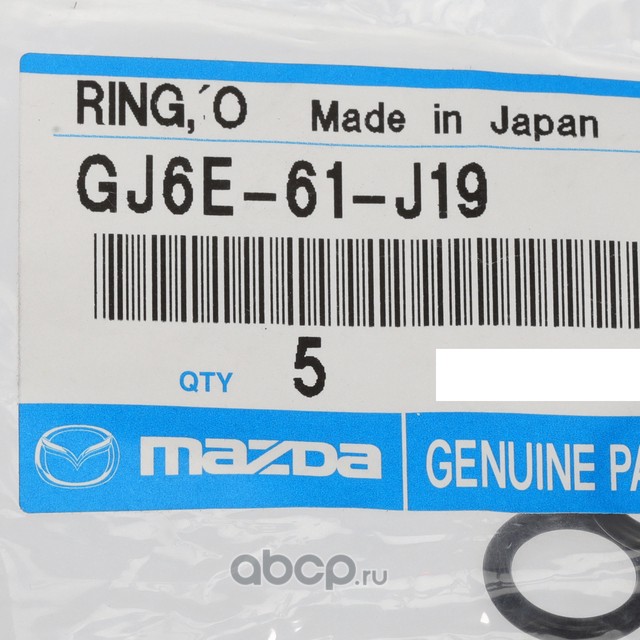 RING,´O Made in Japan
GJ6E-61-J19
QTY 5
mazda GENUINE PA
abcp.ru